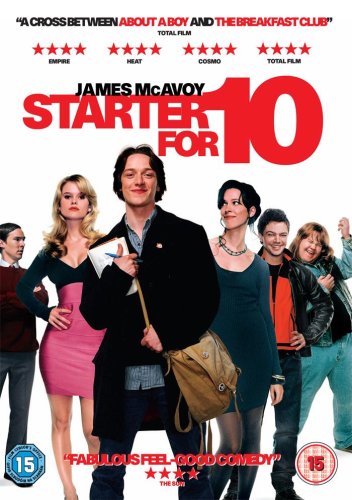 "A CROSS BETWEEN ABOUT A BOY AND THE BREAKFAST CLUB"
TOTAL FILM
★★★★ ★★★★ ★★★★ ★★★★
EMPIRE HEAT COSMO TOTAL FILM
JAMES McAVOY
STARTER
FOR 10
15
"FABULOUS FEEL-GOOD COMEDY"
★★★★
THE SUN
15